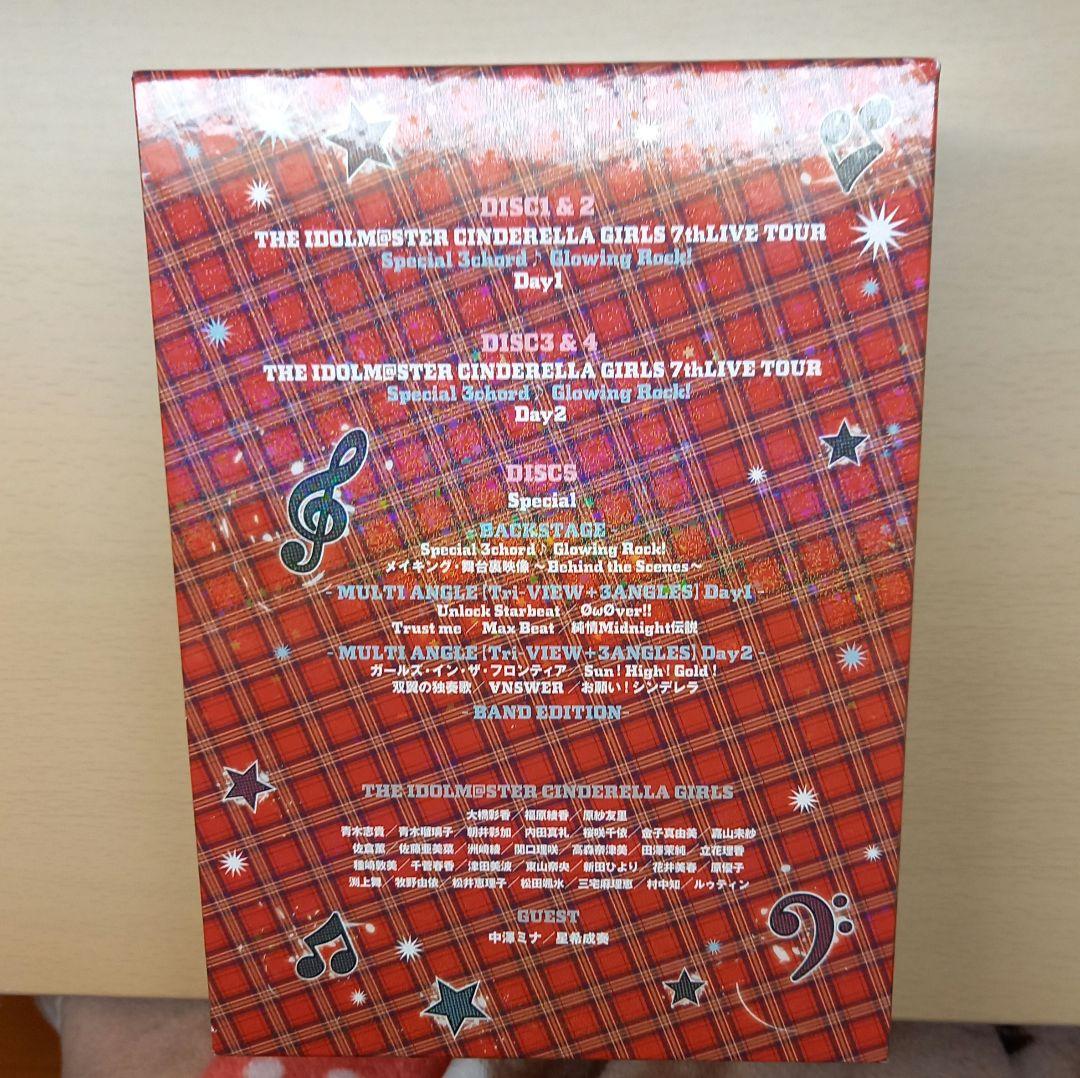 DISC1 & 2
THE IDOLM@STER CINDERELLA GIRLS 7thLIVE TOUR
Special 3chord♪ Glowing Rock!
Day1
DISC3 & 4
THE IDOLM@STER CINDERELLA GIRLS 7thLIVE TOUR
Special 3chord♪ Glowing Rock!
Day2
DISC5
Special
- BACKSTAGE -
Special 3chord♪ Glowing Rock!
メイキング・舞台裏映像 ～Behind the Scenes～
- MULTI ANGLE [Tri-VIEW+3ANGLES] Day1 -
Unlock Starbeat ／ ØωØver!!
Trust me ／ Max Beat ／ 純情Midnight伝説
- MULTI ANGLE [Tri-VIEW+3ANGLES] Day2 -
ガールズ・イン・ザ・フロンティア ／ Sun! High! Gold!
双翼の独奏歌 ／ VNSWER ／ お願い！シンデレラ
- BAND EDITION -
THE IDOLM@STER CINDERELLA GIRLS
大橋彩香／福原綾香／原紗友里
青木志貴／青木瑠璃子／朝井彩加／内田真礼／桜咲千依／金子真由美／嘉山未紗
佐倉薫／佐藤亜美菜／洲崎綾／関口理咲／高森奈津美／田澤茉純／立花理香
種﨑敦美／千菅春香／津田美波／東山奈央／新田ひより／花井美春／原優子
渕上舞／牧野由依／松井恵理子／松田颯水／三宅麻理恵／村中知／ルゥティン
GUEST
中澤ミナ／星希成奏